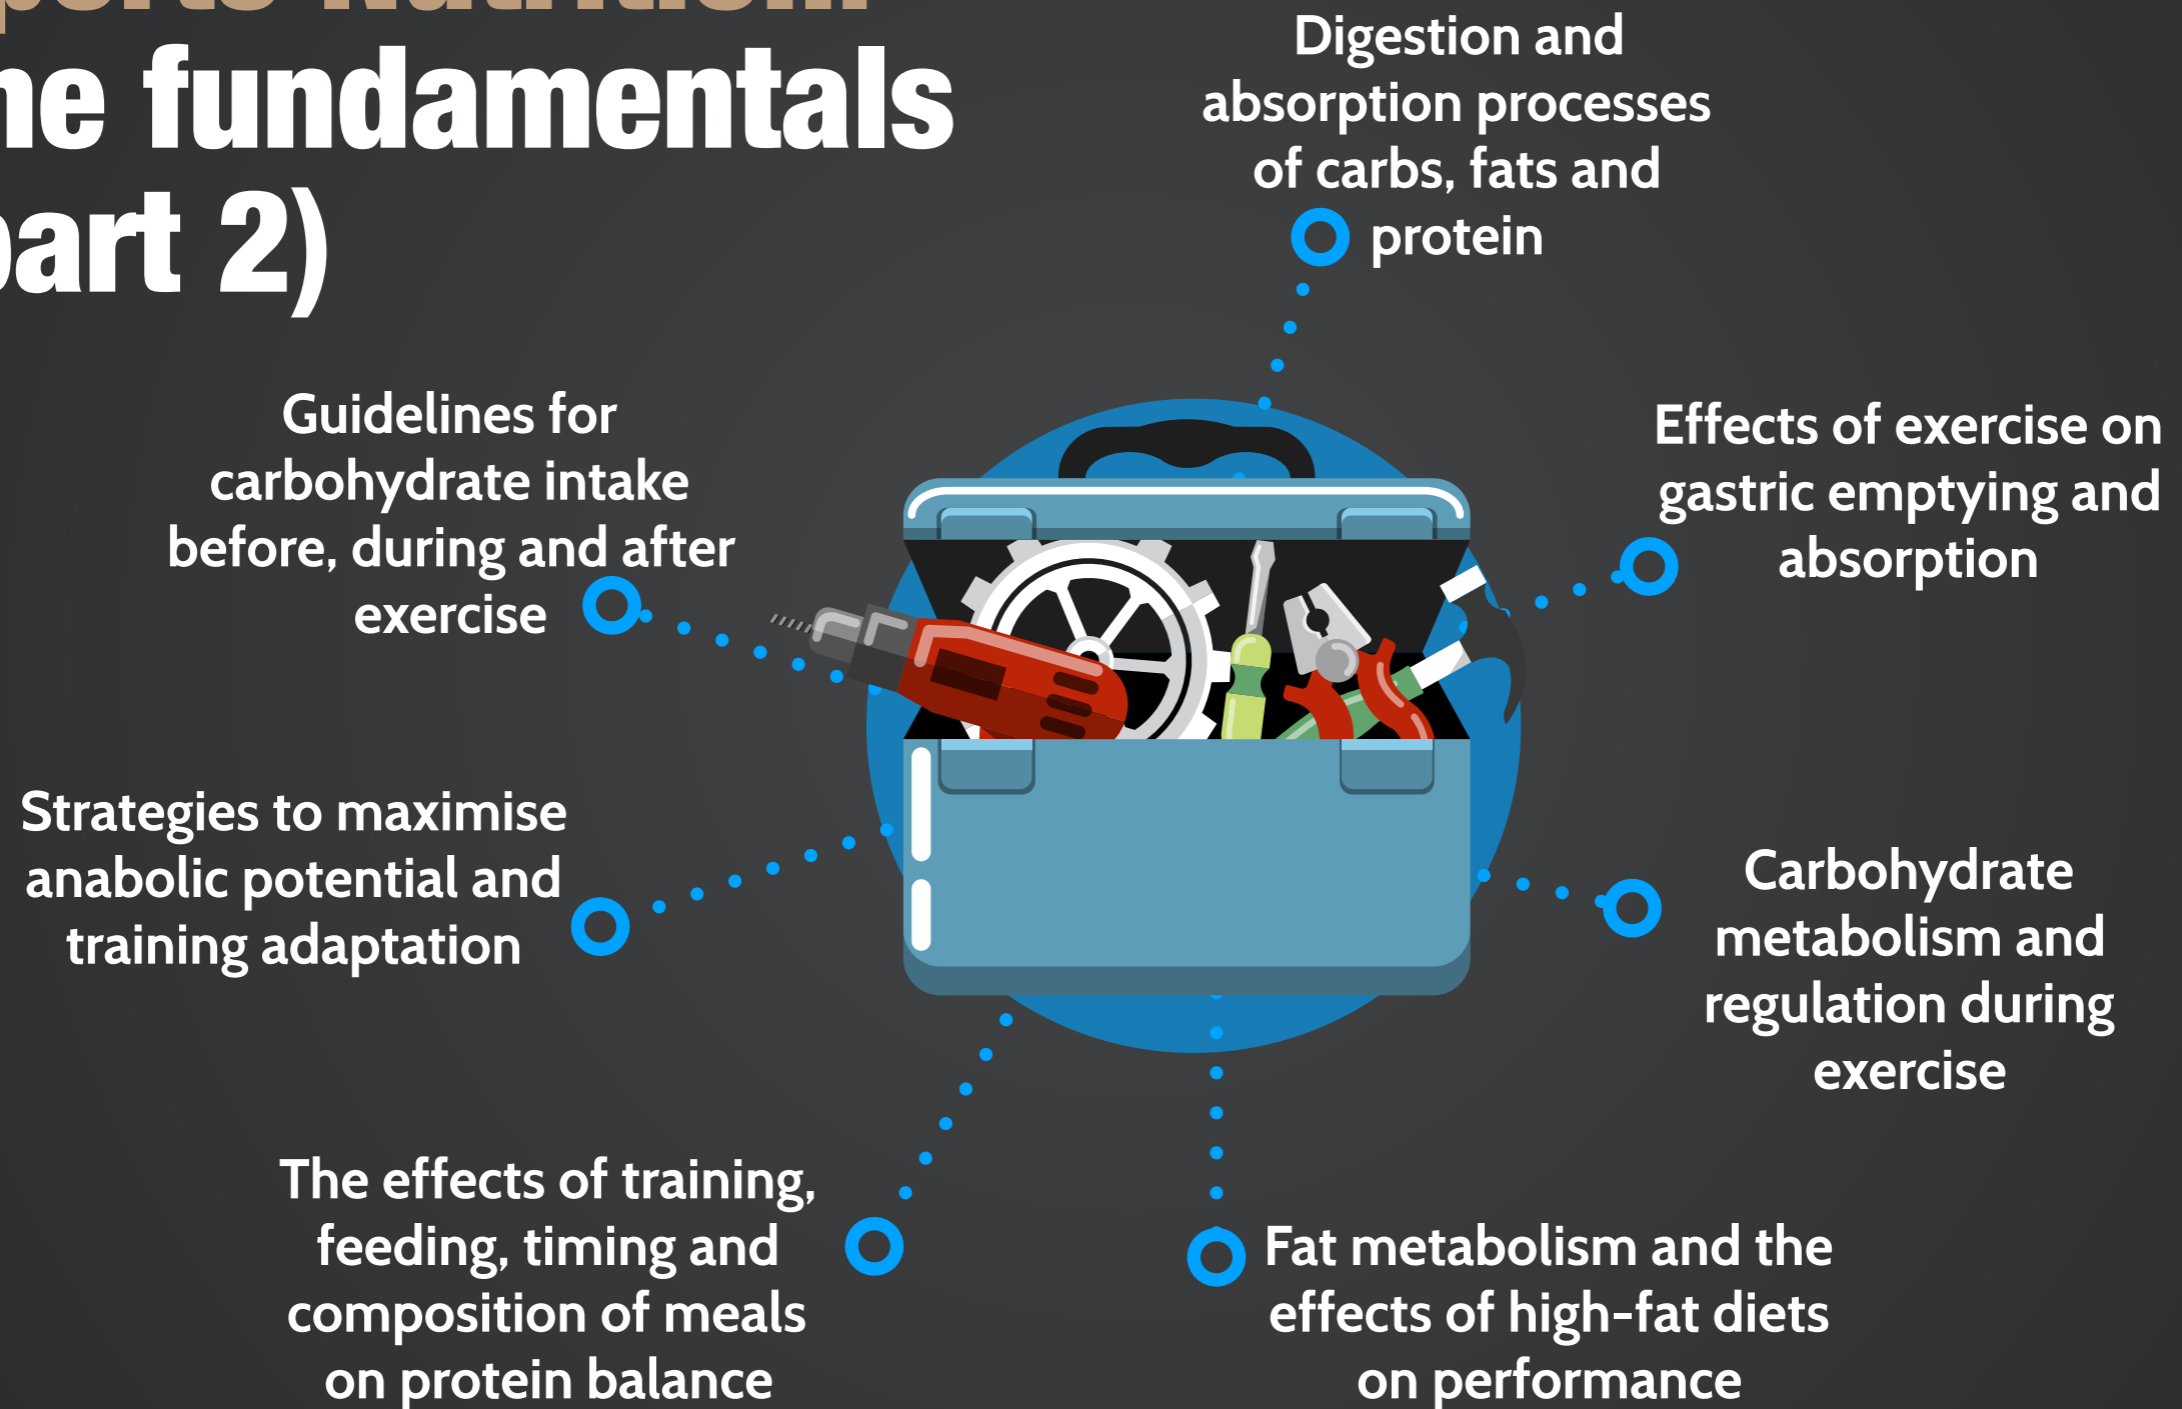 Nutrition
he fundamentals
part 2)
Digestion and
absorption processes
of carbs, fats and
protein
Effects of exercise on
gastric emptying and
absorption
Carbohydrate
metabolism and
regulation during
exercise
Fat metabolism and the
effects of high-fat diets
on performance
The effects of training,
feeding, timing and
composition of meals
on protein balance
Strategies to maximise
anabolic potential and
training adaptation
Guidelines for
carbohydrate intake
before, during and after
exercise